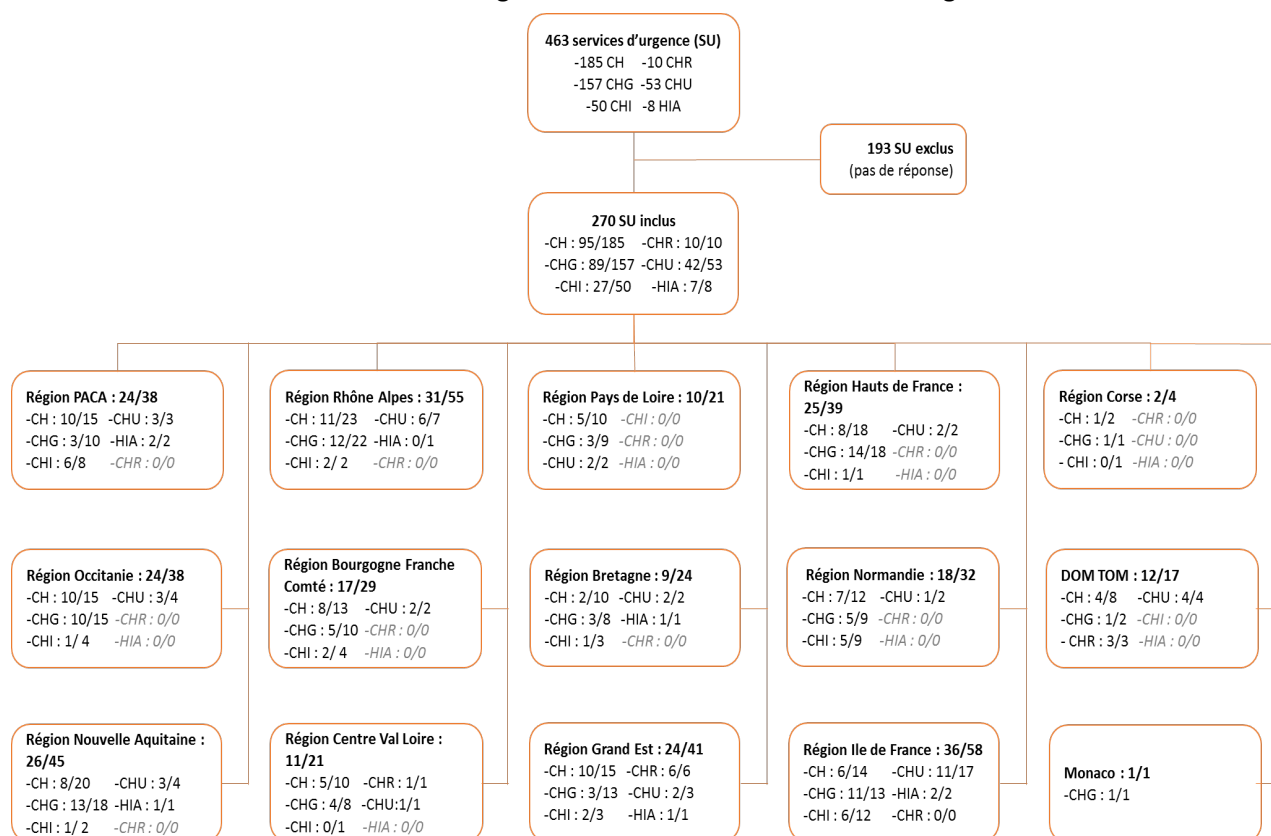 463 services d'urgence (SU)
-185 CH -10 CHR
-157 CHG -53 CHU
-50 CHI -8 HIA
193 SU exclus
(pas de réponse)
270 SU inclus
-CH : 95/185 -CHR : 10/10
-CHG : 89/157 -CHU : 42/53
-CHI : 27/50 -HIA : 7/8
Région PACA : 24/38
-CH : 10/15 -CHU : 3/3
-CHG : 3/10 -HIA : 2/2
-CHI : 6/8 -CHR : 0/0
Région Rhône Alpes : 31/55
-CH : 11/23 -CHU : 6/7
-CHG : 12/22 -HIA : 0/1
-CHI : 2/ 2 -CHR : 0/0
Région Pays de Loire : 10/21
-CH : 5/10 -CHI : 0/0
-CHG : 3/9 -CHR : 0/0
-CHU : 2/2 -HIA : 0/0
Région Hauts de France :
25/39
-CH : 8/18 -CHU : 2/2
-CHG : 14/18 -CHR : 0/0
-CHI : 1/1 -HIA : 0/0
Région Corse : 2/4
-CH : 1/2 -CHR : 0/0
-CHG : 1/1 -CHU : 0/0
- CHI : 0/1 -HIA : 0/0
Région Occitanie : 24/38
-CH : 10/15 -CHU : 3/4
-CHG : 10/15 -CHR : 0/0
-CHI : 1/ 4 -HIA : 0/0
Région Bourgogne Franche
Comté : 17/29
-CH : 8/13 -CHU : 2/2
-CHG : 5/10 -CHR : 0/0
-CHI : 2/ 4 -HIA : 0/0
Région Bretagne : 9/24
-CH : 2/10 -CHU : 2/2
-CHG : 3/8 -HIA : 1/1
-CHI : 1/3 -CHR : 0/0
Région Normandie : 18/32
-CH : 7/12 -CHU : 1/2
-CHG : 5/9 -CHR : 0/0
-CHI : 5/9 -HIA : 0/0
DOM TOM : 12/17
-CH : 4/8 -CHU : 4/4
-CHG : 1/2 -CHI : 0/0
- CHR : 3/3 -HIA : 0/0
Région Nouvelle Aquitaine :
26/45
-CH : 8/20 -CHU : 3/4
-CHG : 13/18 -HIA : 1/1
-CHI : 1/ 2 -CHR : 0/0
Région Centre Val Loire :
11/21
-CH : 5/10 -CHR : 1/1
-CHG : 4/8 -CHU:1/1
-CHI : 0/1 -HIA : 0/0
Région Grand Est : 24/41
-CH : 10/15 -CHR : 6/6
-CHG : 3/13 -CHU : 2/3
-CHI : 2/3 -HIA : 1/1
Région Ile de France : 36/58
-CH : 6/14 -CHU : 11/17
-CHG : 11/13 -HIA : 2/2
-CHI : 6/12 -CHR : 0/0
Monaco : 1/1
-CHG : 1/1